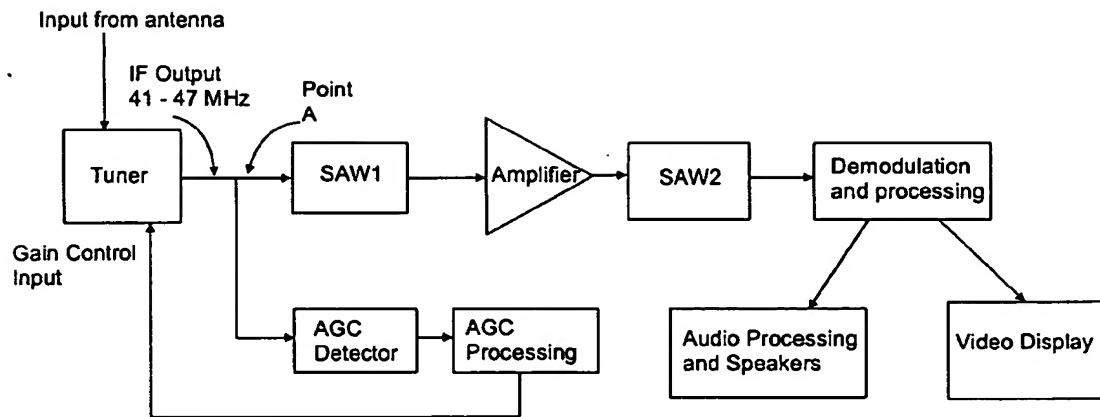 Input from antenna
IF Output
41 - 47 MHz
Point
A
Tuner
SAW1
Amplifier
SAW2
Demodulation
and processing
Gain Control
Input
AGC
Detector
AGC
Processing
Audio Processing
and Speakers
Video Display